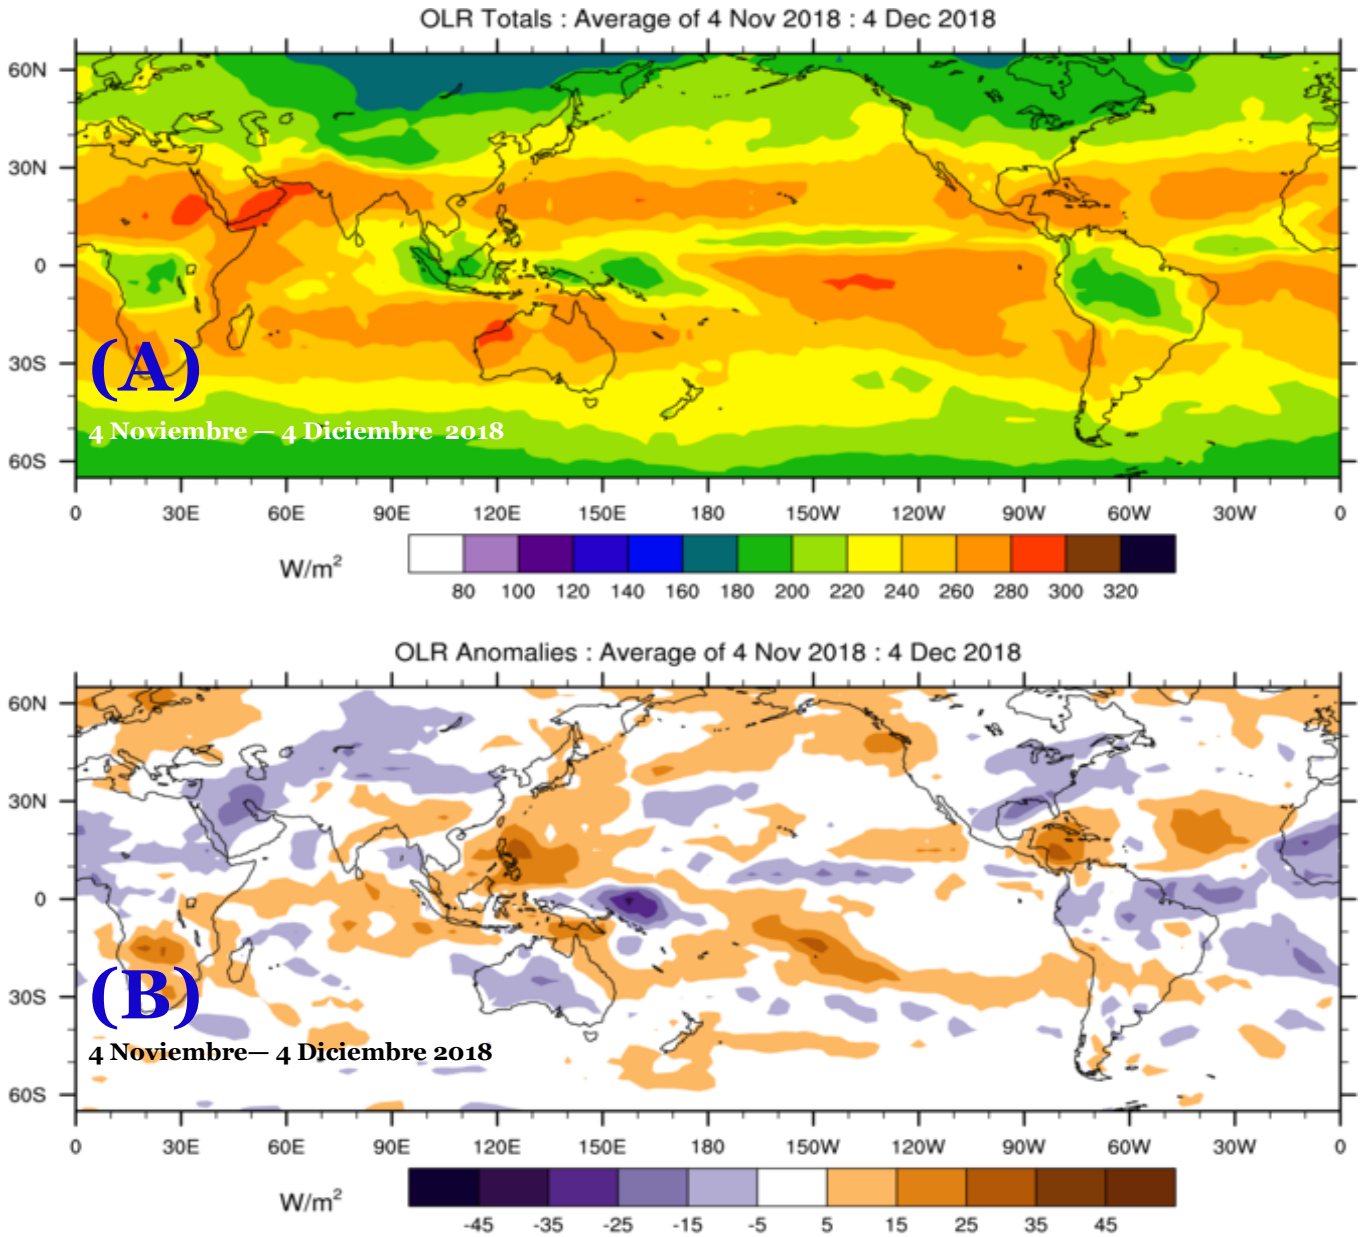 OLR Totals : Average of 4 Nov 2018 : 4 Dec 2018
60N
30N
0
30S
60S
(A)
4 Noviembre — 4 Diciembre 2018
0 30E 60E 90E 120E 150E 180 150W 120W 90W 60W 30W 0
W/m²
80 100 120 140 160 180 200 220 240 260 280 300 320
OLR Anomalies : Average of 4 Nov 2018 : 4 Dec 2018
60N
30N
0
30S
60S
(B)
4 Noviembre— 4 Diciembre 2018
0 30E 60E 90E 120E 150E 180 150W 120W 90W 60W 30W 0
W/m²
-45 -35 -25 -15 -5 5 15 25 35 45